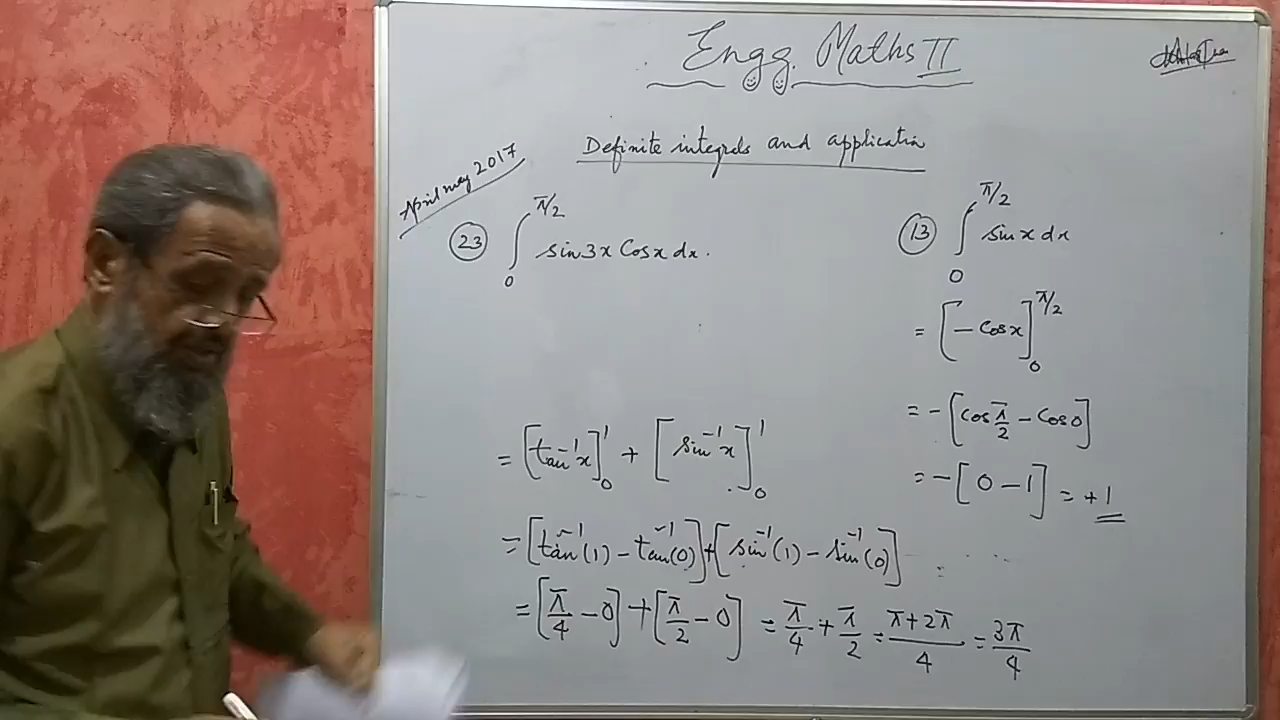 Engg. Maths II
Definite integrals and applicatin
April may 2017
(23) ∫₀^{π/2} sin3x Cosx dx.
= [tan⁻¹x]₀¹ + [sin⁻¹x]₀¹
= [tan⁻¹(1) – tan⁻¹(0)] + [sin⁻¹(1) – sin⁻¹(0)]
= [π/4 – 0] + [π/2 – 0] = π/4 + π/2 = (π+2π)/4 = 3π/4
(13) ∫₀^{π/2} sinx dx
= [–Cosx]₀^{π/2}
= –[Cos π/2 – Cos0]
= –[0 – 1] = +1